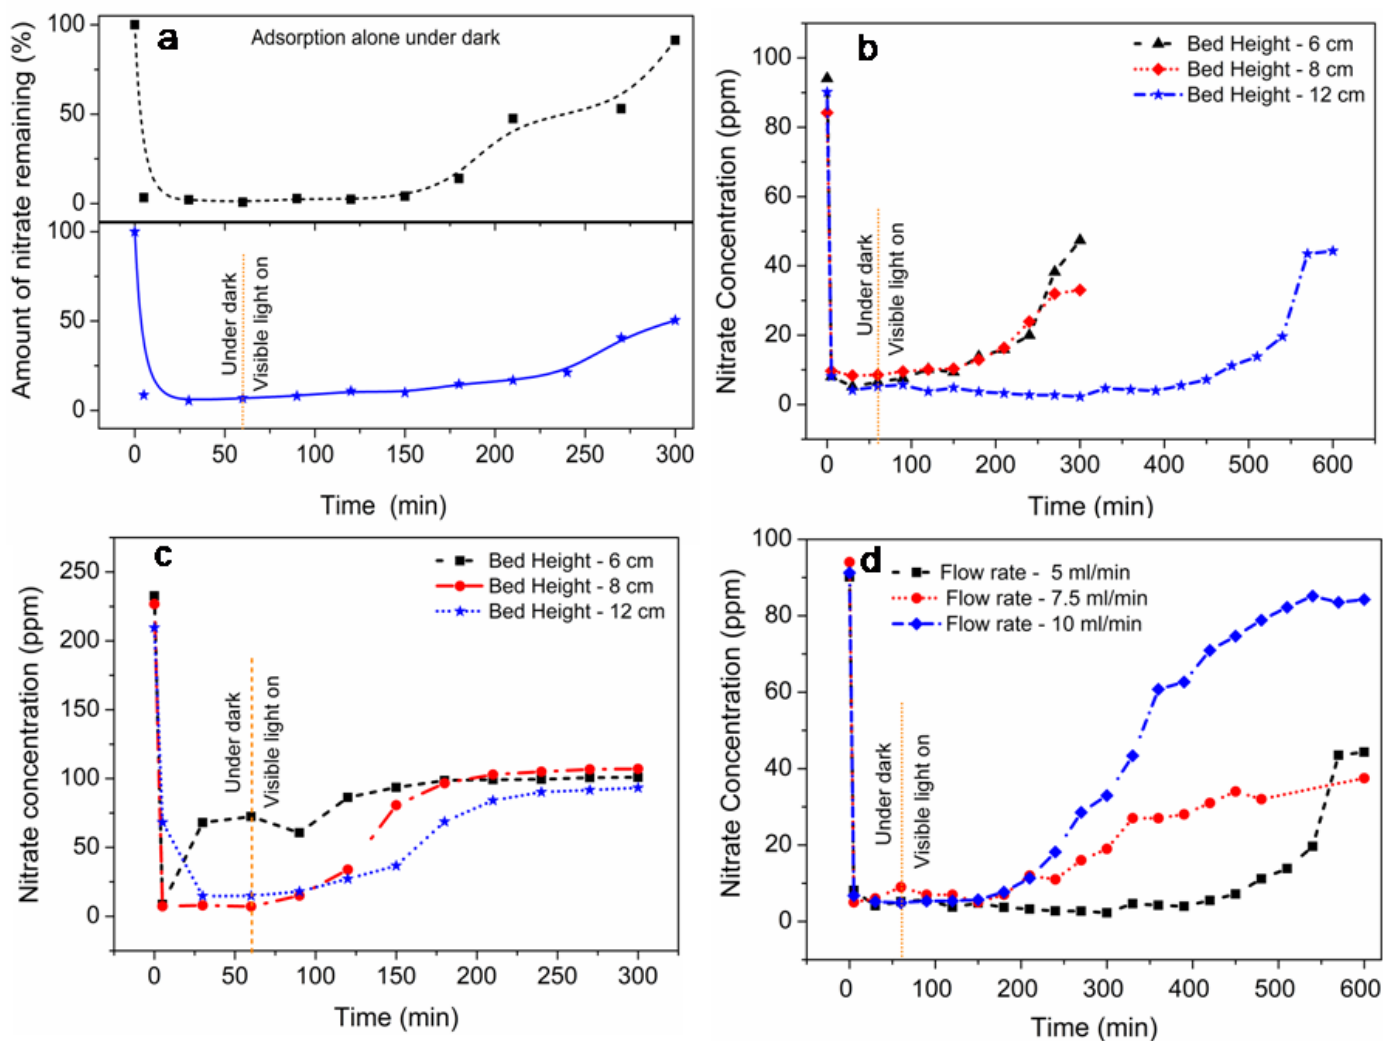 a
Adsorption alone under dark
Amount of nitrate remaining (%)
100
50
0
100
50
0
Under dark
Visible light on
0
50
100
150
200
250
300
Time (min)
b
Bed Height - 6 cm
Bed Height - 8 cm
Bed Height - 12 cm
Nitrate Concentration (ppm)
100
80
60
40
20
0
Under dark
Visible light on
0
100
200
300
400
500
600
Time (min)
c
Bed Height - 6 cm
Bed Height - 8 cm
Bed Height - 12 cm
Nitrate concentration (ppm)
250
200
150
100
50
0
Under dark
Visible light on
0
50
100
150
200
250
300
Time (min)
d
Flow rate - 5 ml/min
Flow rate - 7.5 ml/min
Flow rate - 10 ml/min
Nitrate Concentration (ppm)
100
80
60
40
20
0
Under dark
Visible light on
0
100
200
300
400
500
600
Time (min)